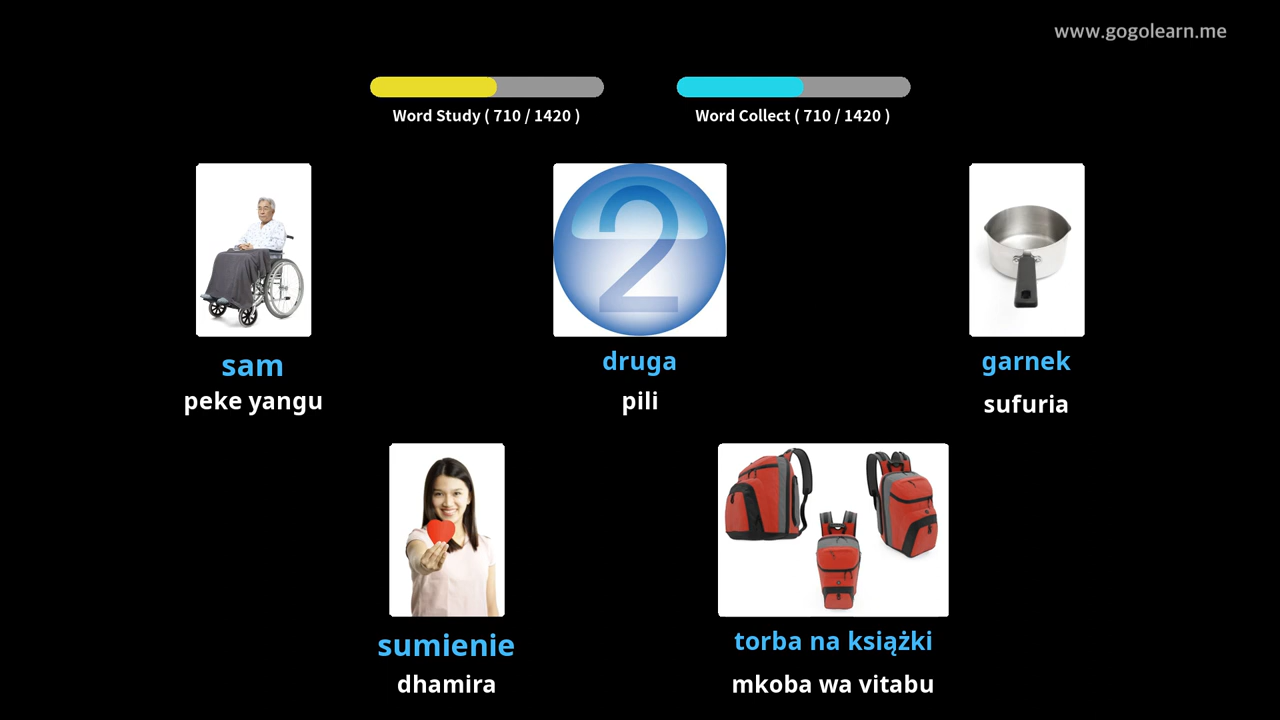 www.gogolearn.me
Word Study ( 710 / 1420 )
Word Collect ( 710 / 1420 )
2
sam
peke yangu
druga
pili
garnek
sufuria
sumienie
dhamira
torba na książki
mkoba wa vitabu